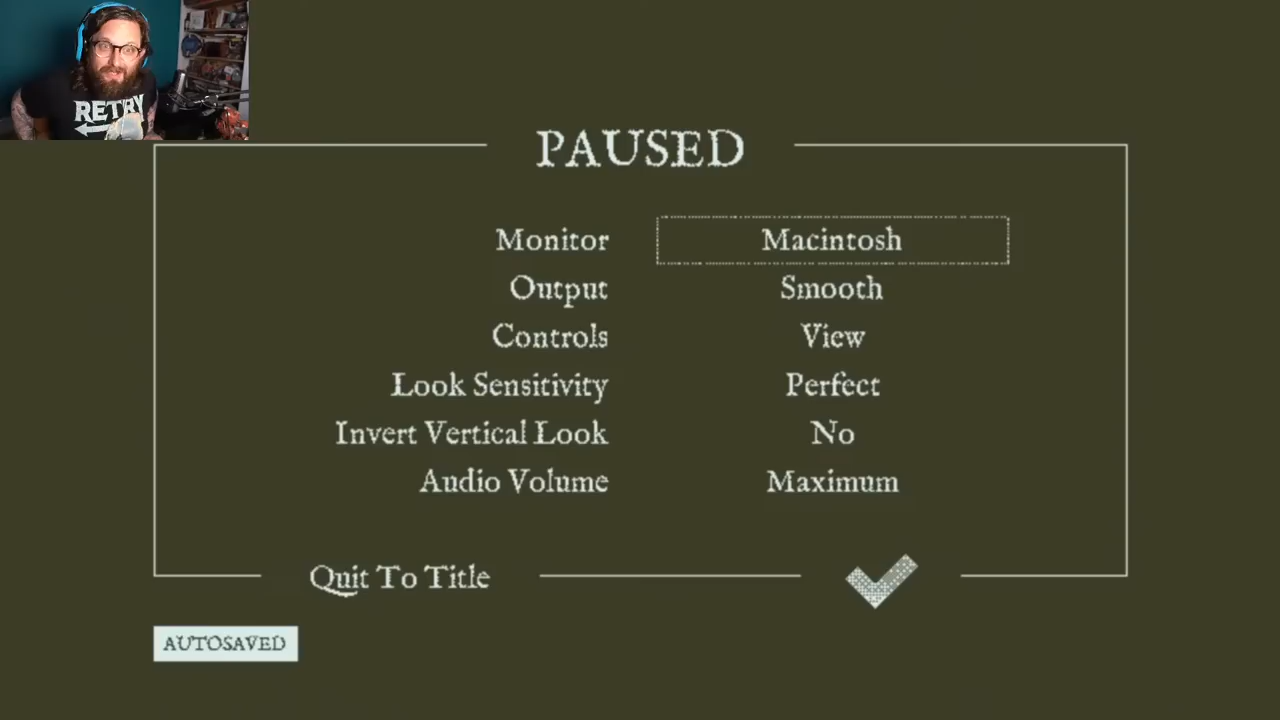 RETRY
PAUSED
Monitor Macintosh
Output Smooth
Controls View
Look Sensitivity Perfect
Invert Vertical Look No
Audio Volume Maximum
Quit To Title
AUTOSAVED